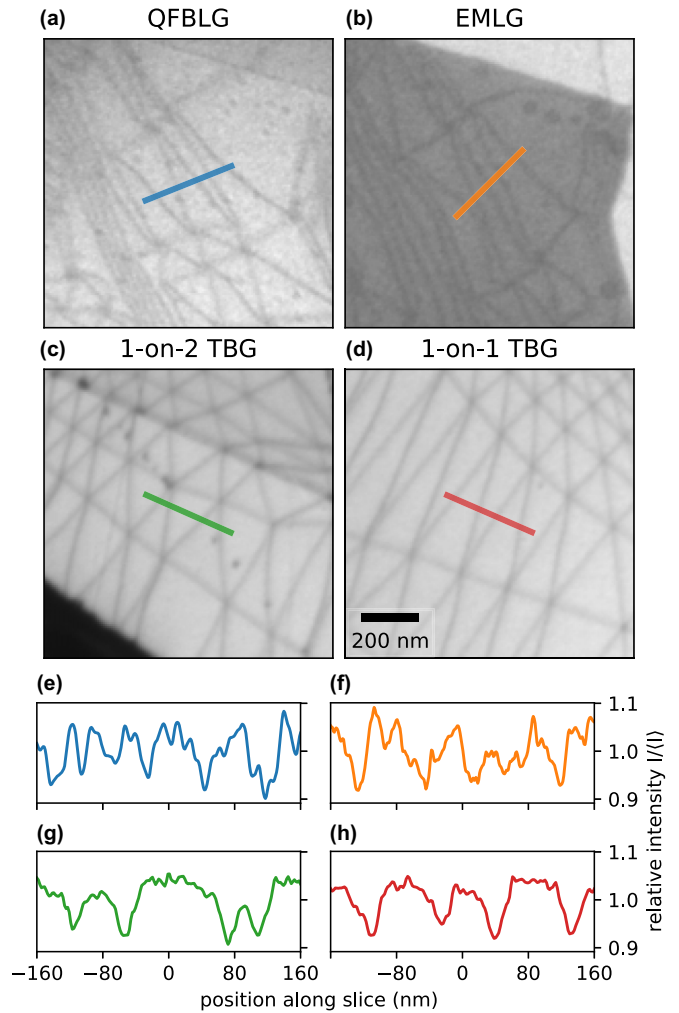 (a) QFBLG
(b) EMLG
(c) 1-on-2 TBG
(d) 1-on-1 TBG
200 nm
(e)
(f)
1.1
1.0
0.9
(g)
(h)
1.1
1.0
0.9
relative intensity I/⟨I⟩
−160 −80 0 80 160
−80 0 80 160
position along slice (nm)